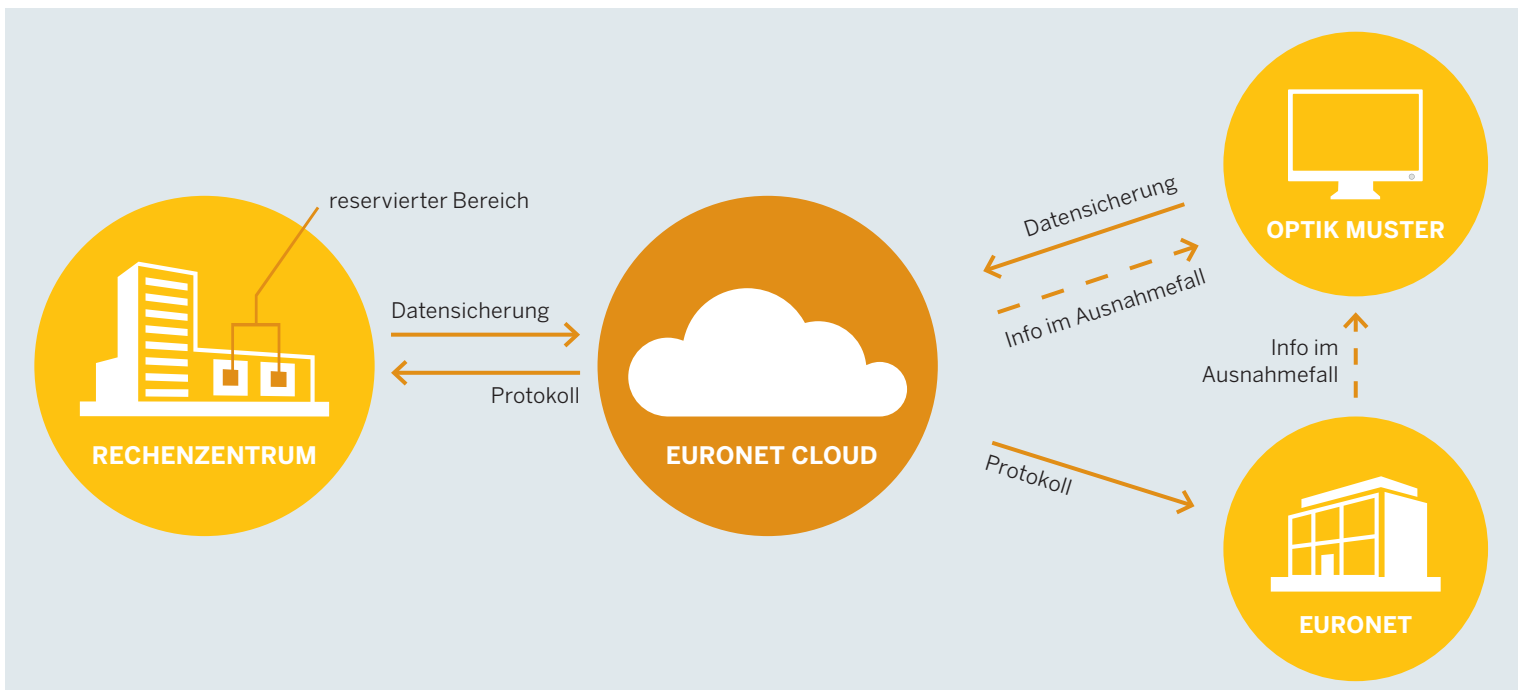 reservierter Bereich
Datensicherung
Protokoll
RECHENZENTRUM
EURONET CLOUD
Datensicherung
Info im Ausnahmefall
Protokoll
OPTIK MUSTER
Info im
Ausnahmefall
EURONET